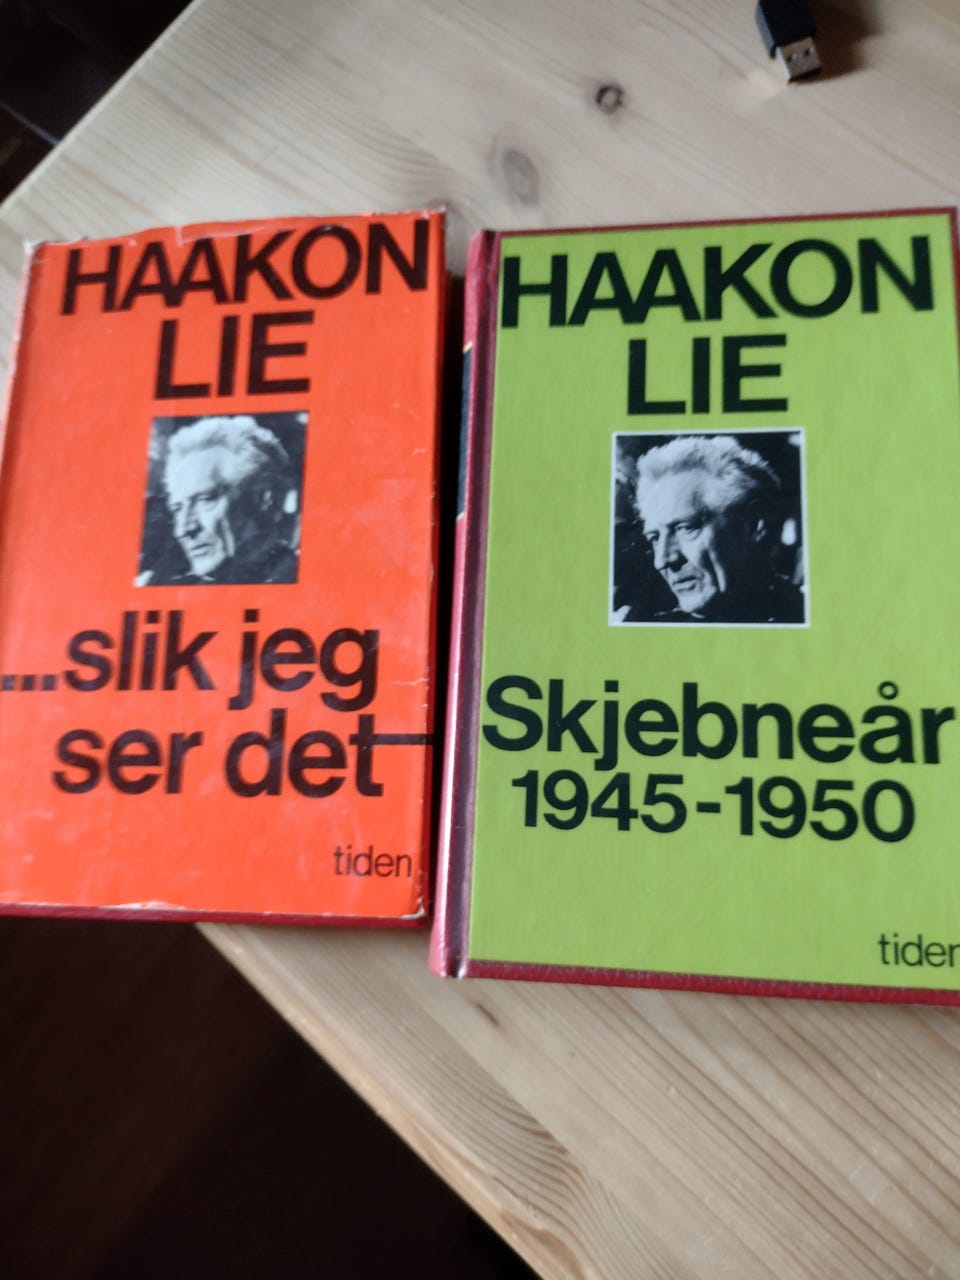 HAAKON
LIE
...slik jeg
ser det
tiden
HAAKON
LIE
Skjebneår
1945-1950
tiden